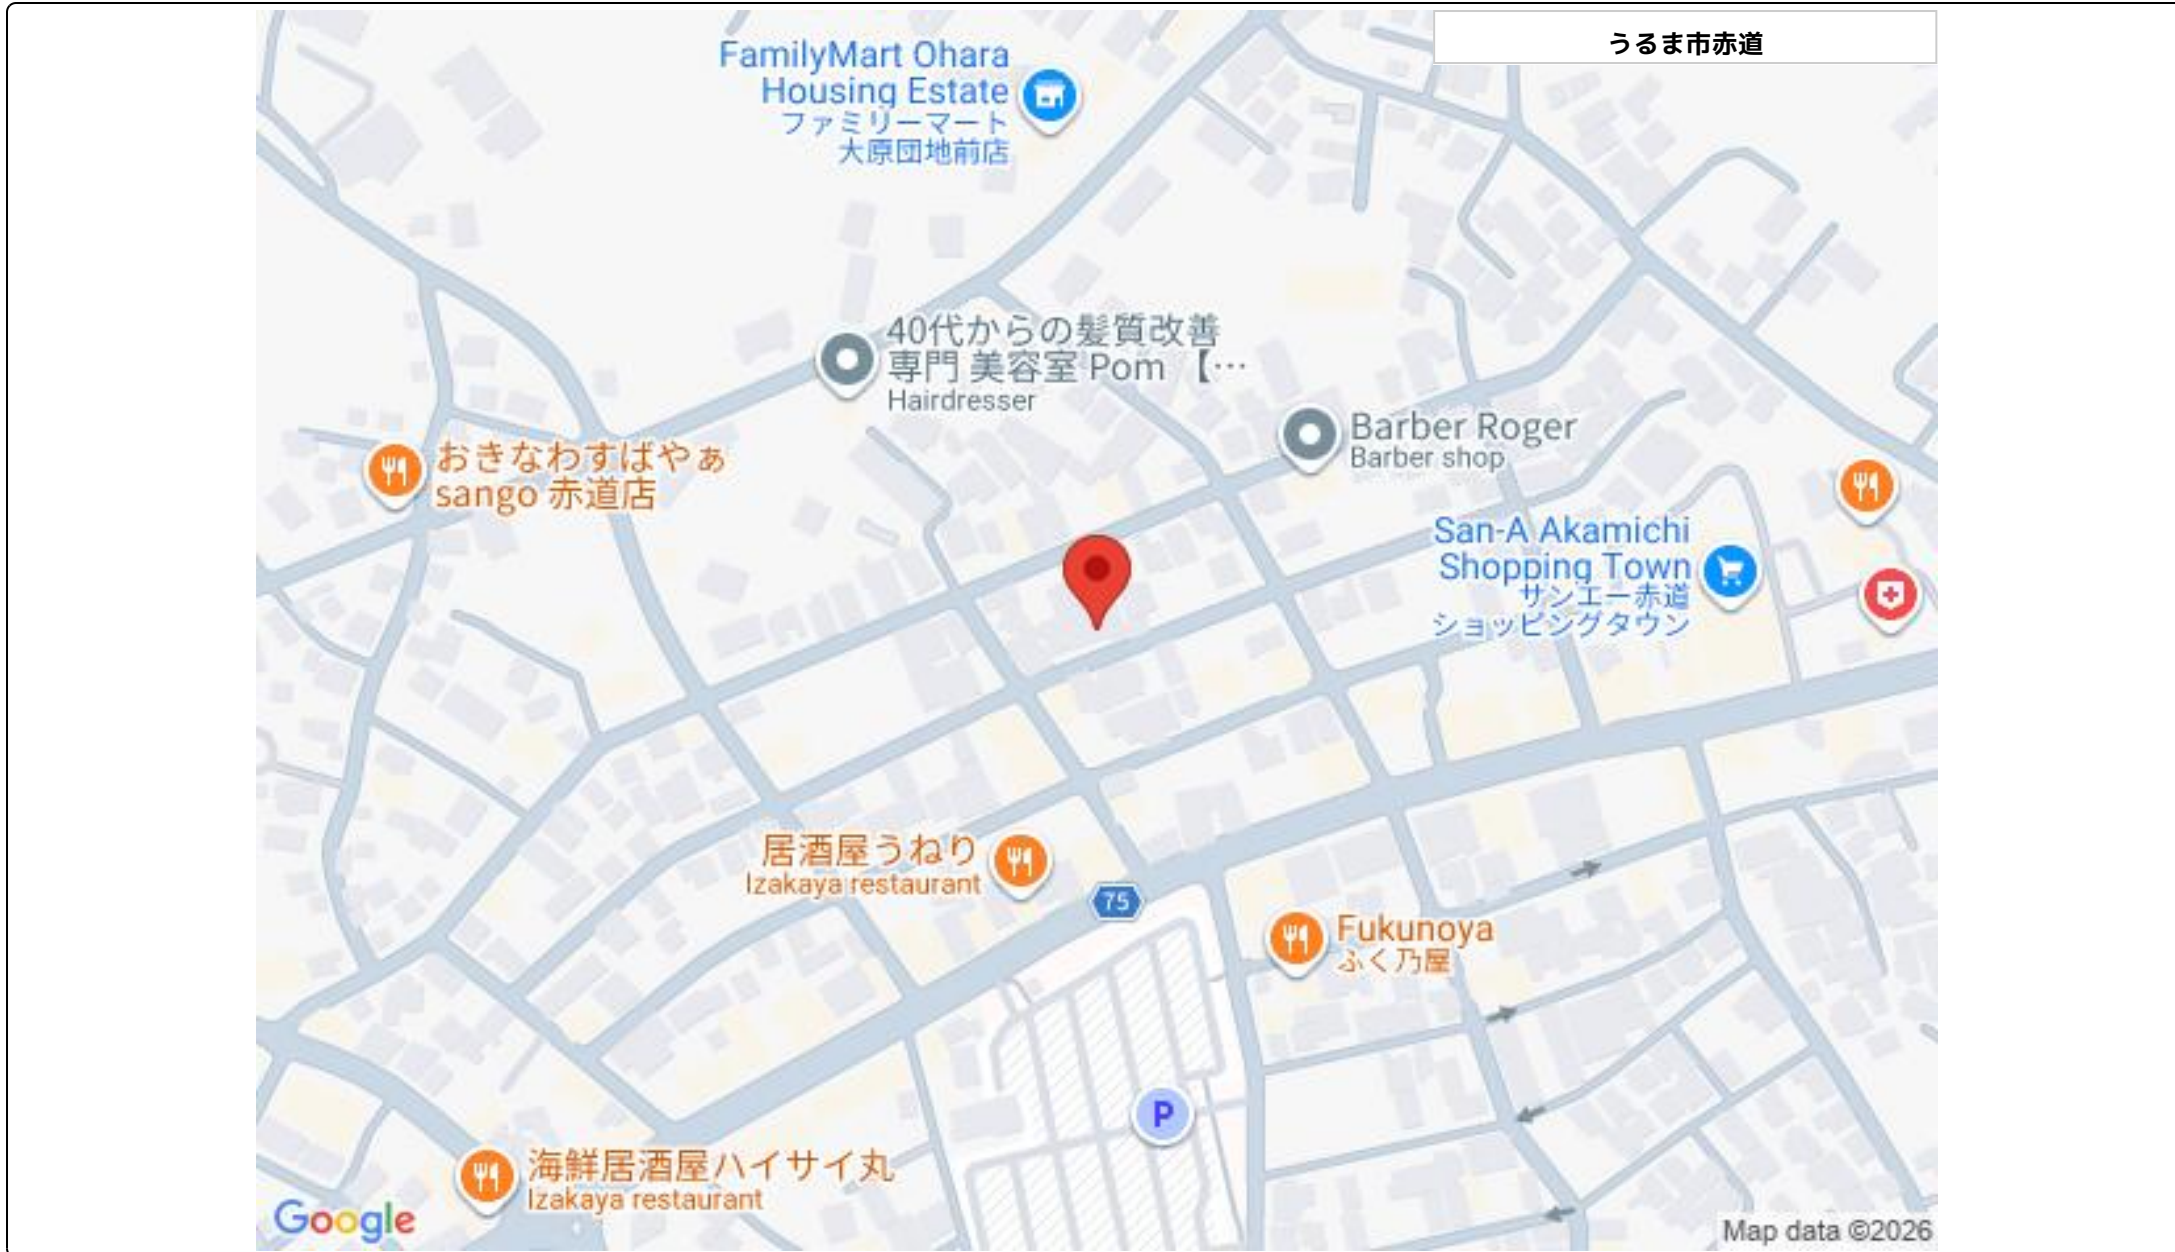 うるま市赤道
FamilyMart Ohara
Housing Estate
ファミリーマート
大原団地前店
40代からの髪質改善
専門 美容室 Pom 【…
Hairdresser
Barber Roger
Barber shop
おきなわすばやぁ
sango 赤道店
San-A Akamichi
Shopping Town
サンエー赤道
ショッピングタウン
居酒屋うねり
Izakaya restaurant
75
Fukunoya
ふく乃屋
P
海鮮居酒屋ハイサイ丸
Izakaya restaurant
Google
Map data ©2026